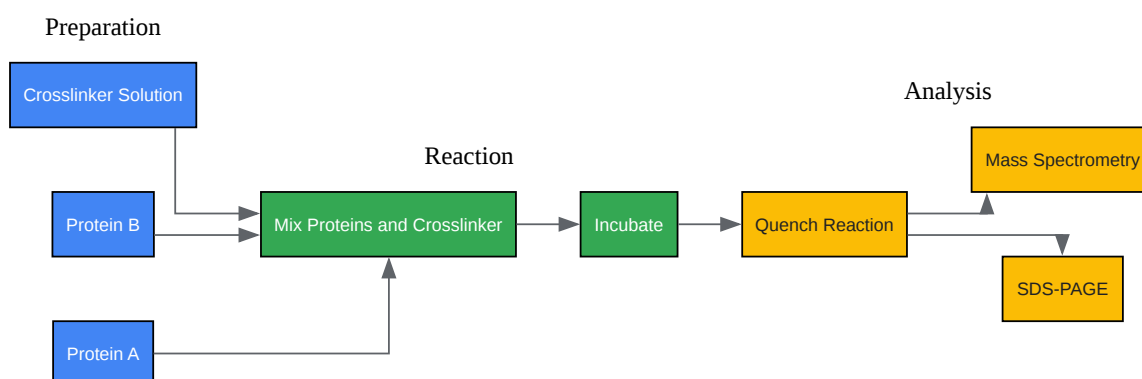 Preparation
Crosslinker Solution
Analysis
Reaction
Mass Spectrometry
Protein B
Mix Proteins and Crosslinker
Incubate
Quench Reaction
SDS-PAGE
Protein A